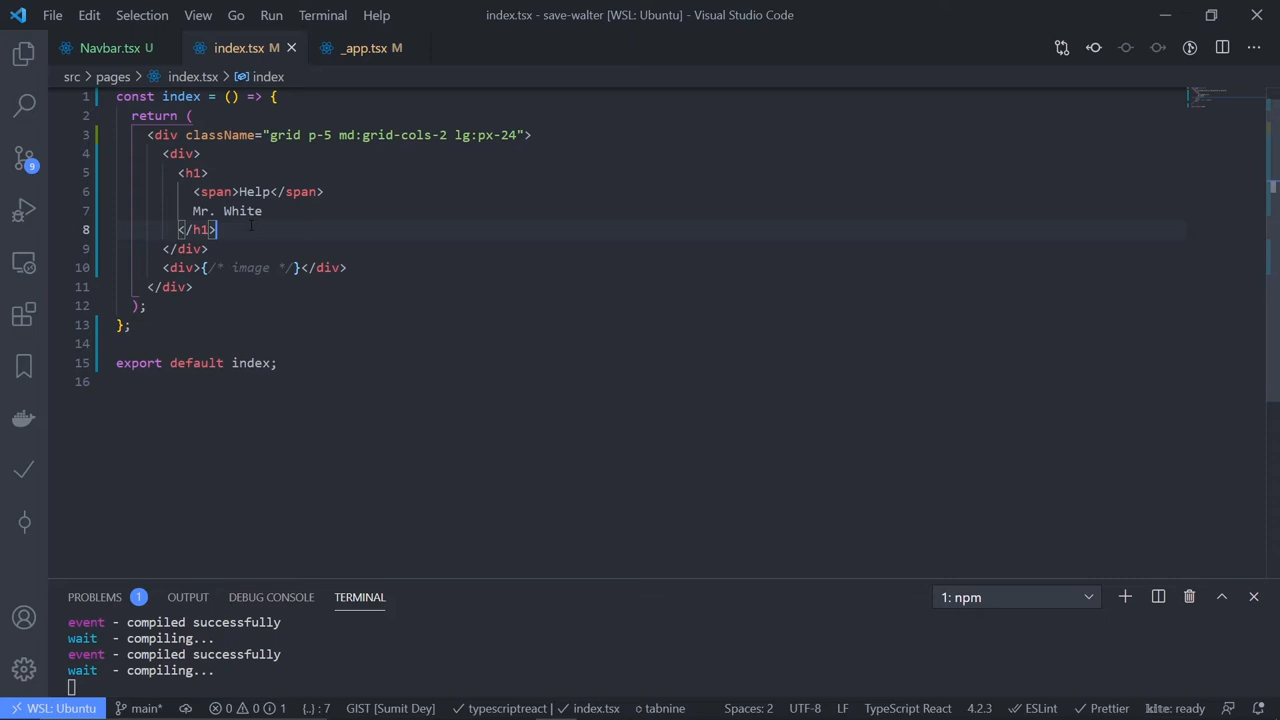 File Edit Selection View Go Run Terminal Help index.tsx - save-walter [WSL: Ubuntu] - Visual Studio Code
Navbar.tsx U index.tsx M _app.tsx M
src > pages > index.tsx > index
1 const index = () => {
2 return (
3 <div className="grid p-5 md:grid-cols-2 lg:px-24">
4 <div>
5 <h1>
6 <span>Help</span>
7 Mr. White
8 </h1>
9 </div>
10 <div>{/* image */}</div>
11 </div>
12 );
13 };
14
15 export default index;
16
9
PROBLEMS 1 OUTPUT DEBUG CONSOLE TERMINAL 1: npm
event - compiled successfully
wait - compiling...
event - compiled successfully
wait - compiling...
WSL: Ubuntu main* 0 0 1 {..} : 7 GIST [Sumit Dey] typescriptreact | index.tsx tabnine Spaces: 2 UTF-8 LF TypeScript React 4.2.3 ESLint Prettier kite: ready